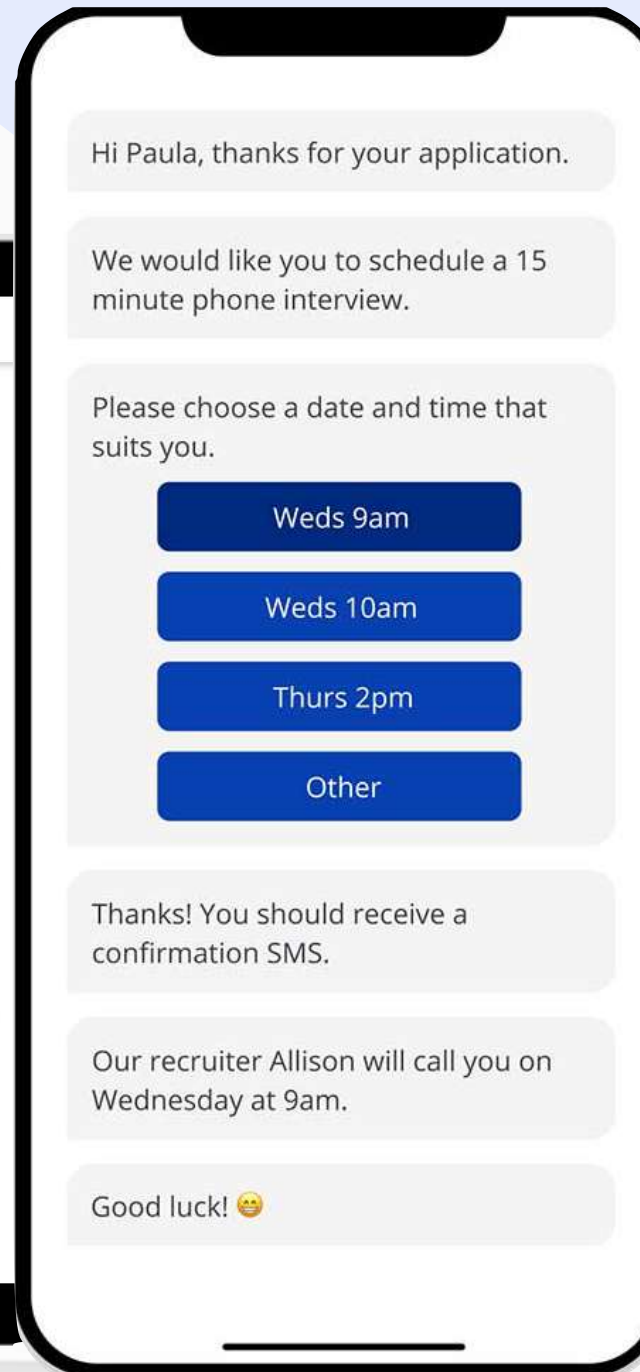 Hi Paula, thanks for your application.
We would like you to schedule a 15
minute phone interview.
Please choose a date and time that
suits you.
Weds 9am
Weds 10am
Thurs 2pm
Other
Thanks! You should receive a
confirmation SMS.
Our recruiter Allison will call you on
Wednesday at 9am.
Good luck! 😁